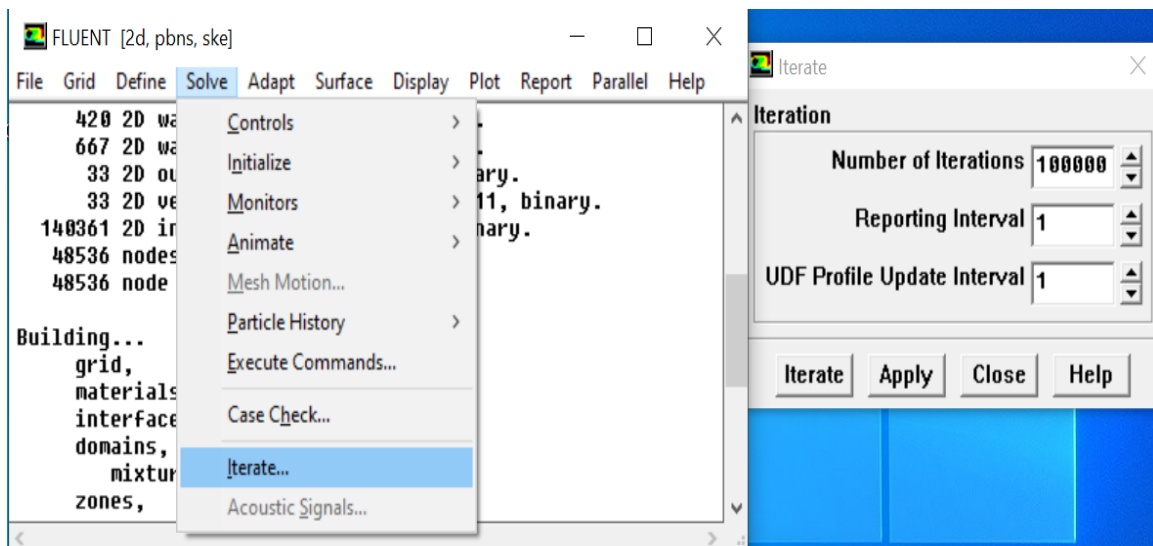 FLUENT [2d, pbns, ske]
File Grid Define Solve Adapt Surface Display Plot Report Parallel Help
420 2D wa
667 2D wa
33 2D ou ary.
33 2D ve 11, binary.
140361 2D in nary.
48536 nodes
48536 node
Building...
grid,
materials
interface
domains,
mixtur
zones,
Controls
Initialize
Monitors
Animate
Mesh Motion...
Particle History
Execute Commands...
Case Check...
Iterate...
Acoustic Signals...
Iterate
Iteration
Number of Iterations 100000
Reporting Interval 1
UDF Profile Update Interval 1
Iterate Apply Close Help